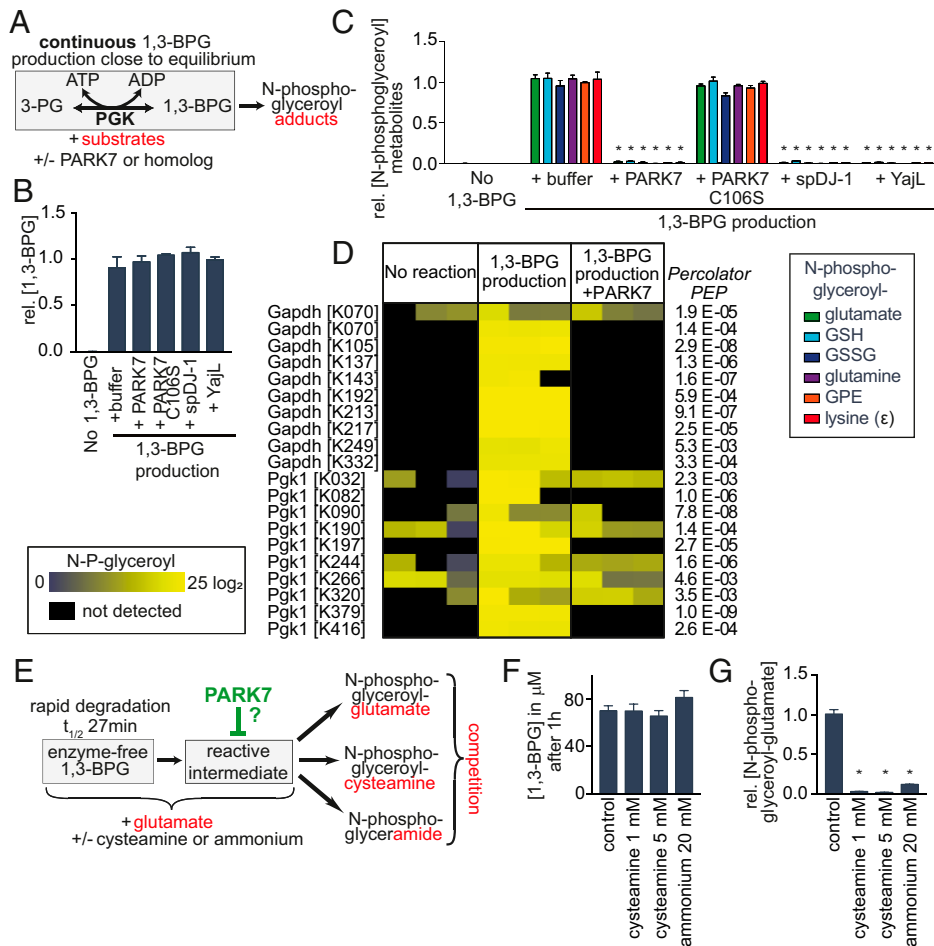 A
continuous 1,3-BPG
production close to equilibrium
ATP ADP
3-PG 1,3-BPG
PGK
N-phospho-
glyceroyl
adducts
+ substrates
+/- PARK7 or homolog
B
rel. [1,3-BPG]
1.5
1.0
0.5
0.0
No 1,3-BPG
+buffer
+ PARK7
+ PARK7
C106S
+ spDJ-1
+ YajL
1,3-BPG
production
C
rel. [N-phosphoglyceroyl]
metabolites
1.5
1.0
0.5
0.0
* * * * * *
* * * * * *
* * * * * *
No
1,3-BPG
+ buffer
+ PARK7
+ PARK7
C106S
+ spDJ-1
+ YajL
1,3-BPG production
N-phospho-
glyceroyl-
glutamate
GSH
GSSG
glutamine
GPE
lysine (ε)
D
No reaction
1,3-BPG
production
1,3-BPG
production
+PARK7
Percolator
PEP
Gapdh [K070] 1.9 E-05
Gapdh [K070] 1.4 E-04
Gapdh [K105] 2.9 E-08
Gapdh [K137] 1.3 E-06
Gapdh [K143] 1.6 E-07
Gapdh [K192] 5.9 E-04
Gapdh [K213] 9.1 E-07
Gapdh [K217] 2.5 E-05
Gapdh [K249] 5.3 E-03
Gapdh [K332] 3.3 E-04
Pgk1 [K032] 2.3 E-03
Pgk1 [K082] 1.0 E-06
Pgk1 [K090] 7.8 E-08
Pgk1 [K190] 1.4 E-04
Pgk1 [K197] 2.7 E-05
Pgk1 [K244] 1.6 E-06
Pgk1 [K266] 4.6 E-03
Pgk1 [K320] 3.5 E-03
Pgk1 [K379] 1.0 E-09
Pgk1 [K416] 2.6 E-04
N-P-glyceroyl
0 25 log₂
not detected
E
rapid degradation
t1/2 27min
enzyme-free
1,3-BPG
PARK7
?
reactive
intermediate
+ glutamate
+/- cysteamine or ammonium
N-phospho-
glyceroyl-
glutamate
N-phospho-
glyceroyl-
cysteamine
N-phospho-
glyceramide
competition
F
[1,3-BPG] in µM
after 1h
80
40
0
control
cysteamine 1 mM
cysteamine 5 mM
ammonium 20 mM
G
rel. [N-phospho-
glyceroyl-glutamate]
1.5
1.0
0.5
0.0
* * *
control
cysteamine 1 mM
cysteamine 5 mM
ammonium 20 mM